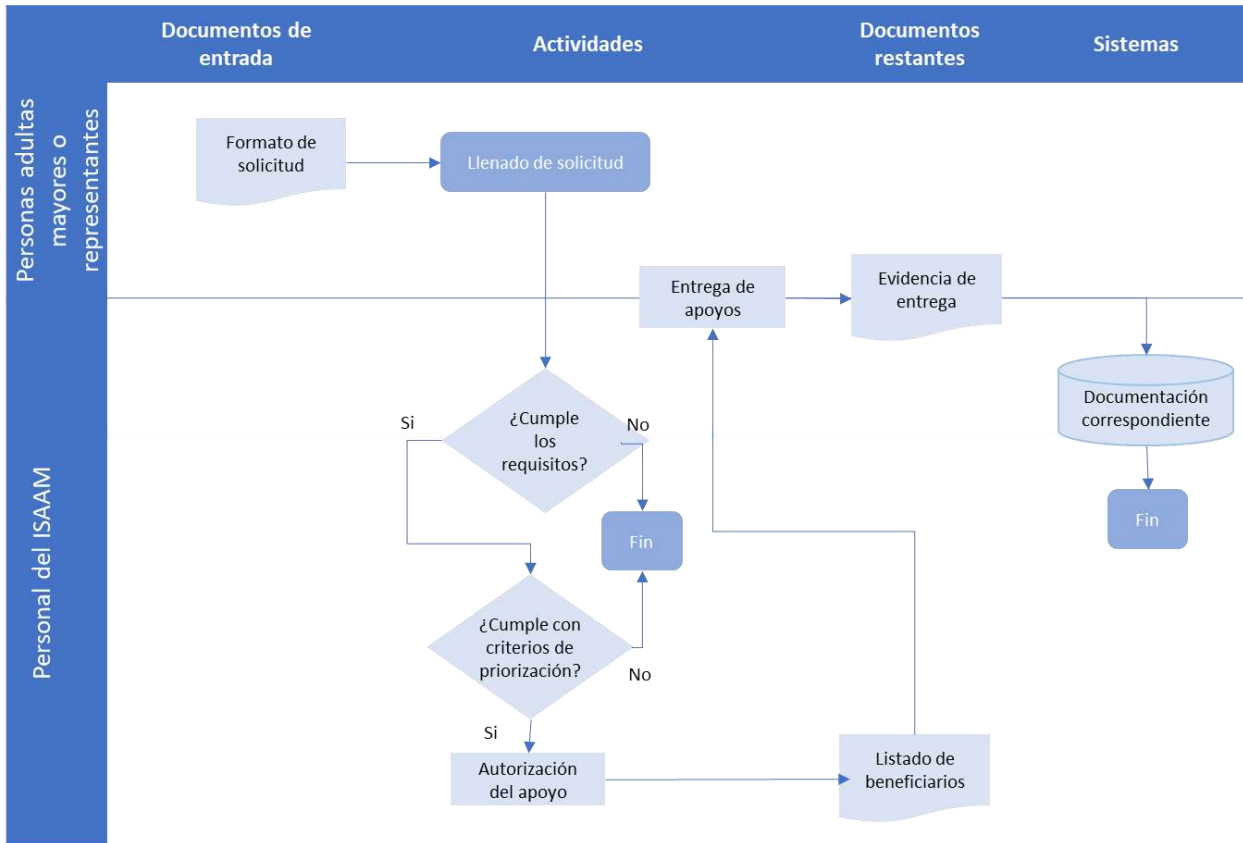 Documentos de
entrada
Actividades
Documentos
restantes
Sistemas
Personas adultas
mayores o
representantes
Formato de
solicitud
Llenado de solicitud
Entrega de
apoyos
Evidencia de
entrega
Documentación
correspondiente
Fin
Personal del ISAAM
Si
¿Cumple
los
requisitos?
No
Fin
¿Cumple con
criterios de
priorización?
No
Si
Autorización
del apoyo
Listado de
beneficiarios